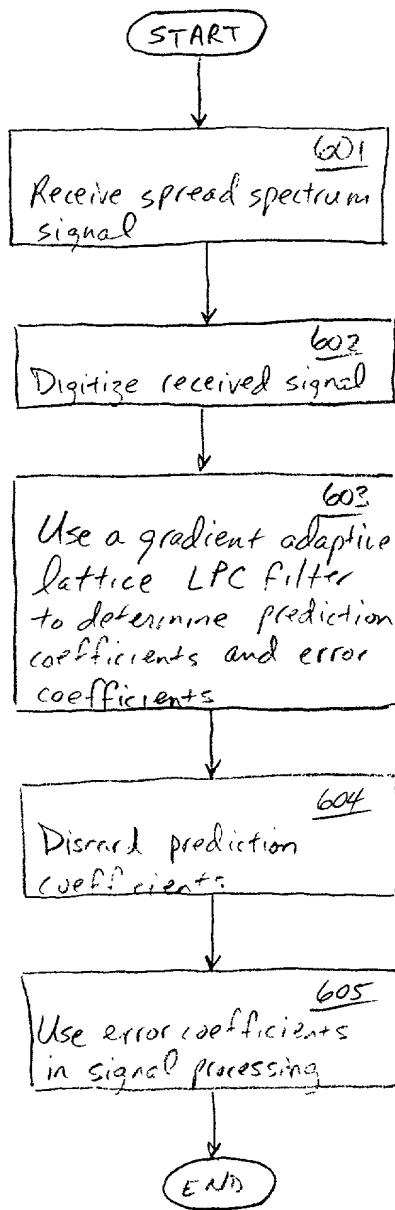 START
601
Receive spread spectrum
signal
602
Digitize received signal
603
Use a gradient adaptive
lattice LPC filter
to determine prediction
coefficients and error
coefficients
604
Discard prediction
coefficients
605
Use error coefficients
in signal processing
END